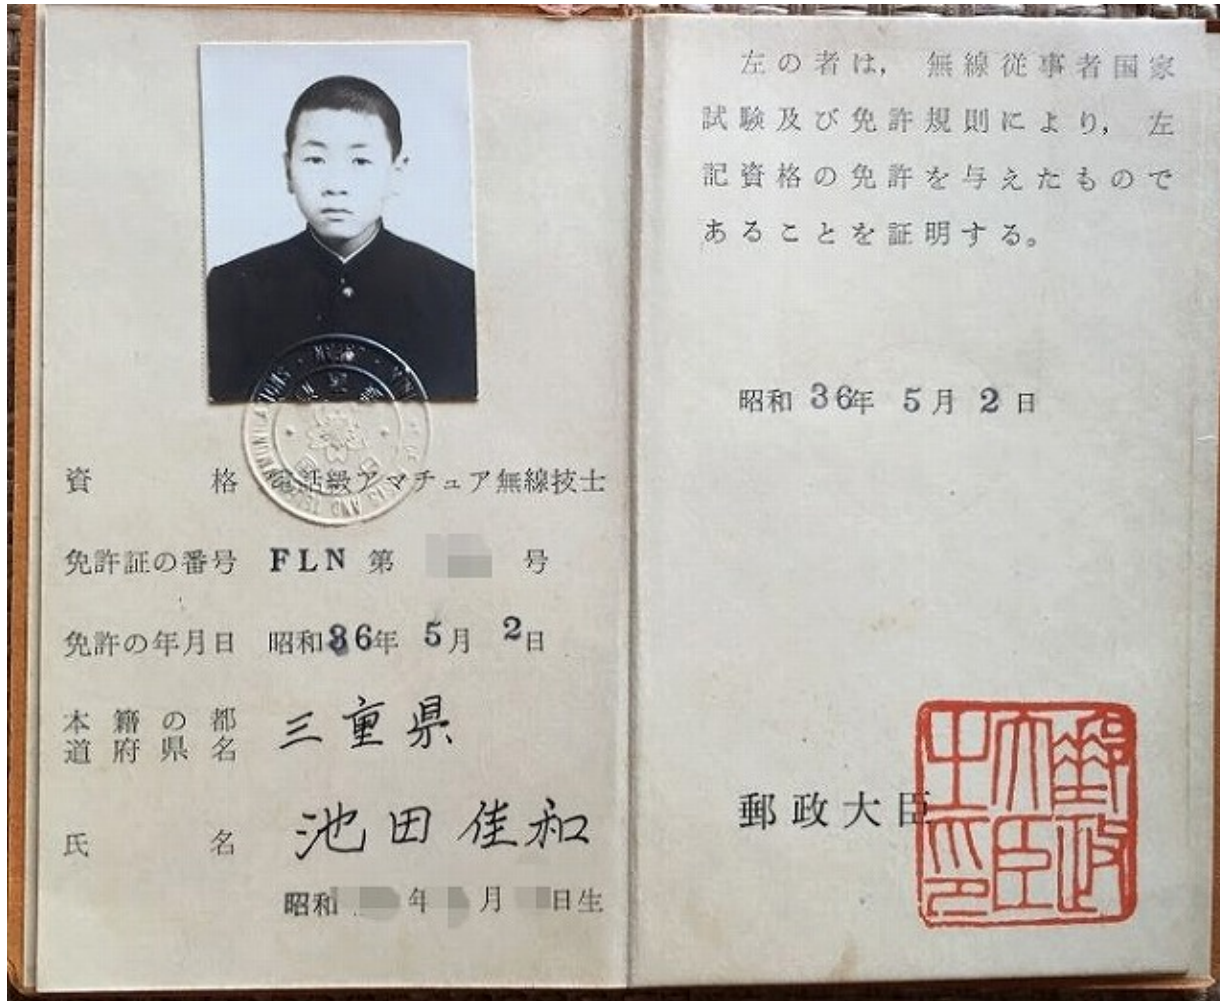 資格 電話級アマチュア無線技士
免許証の番号 FLN 第 号
免許の年月日 昭和36年 5月 2日
本籍の都
道府県名 三重県
氏名 池田佳和
昭和 年 月 日生
左の者は，無線従事者国家
試験及び免許規則により，左
記資格の免許を与えたもので
あることを証明する。
昭和 36年 5月 2日
郵政大臣
郵政
大臣
之印